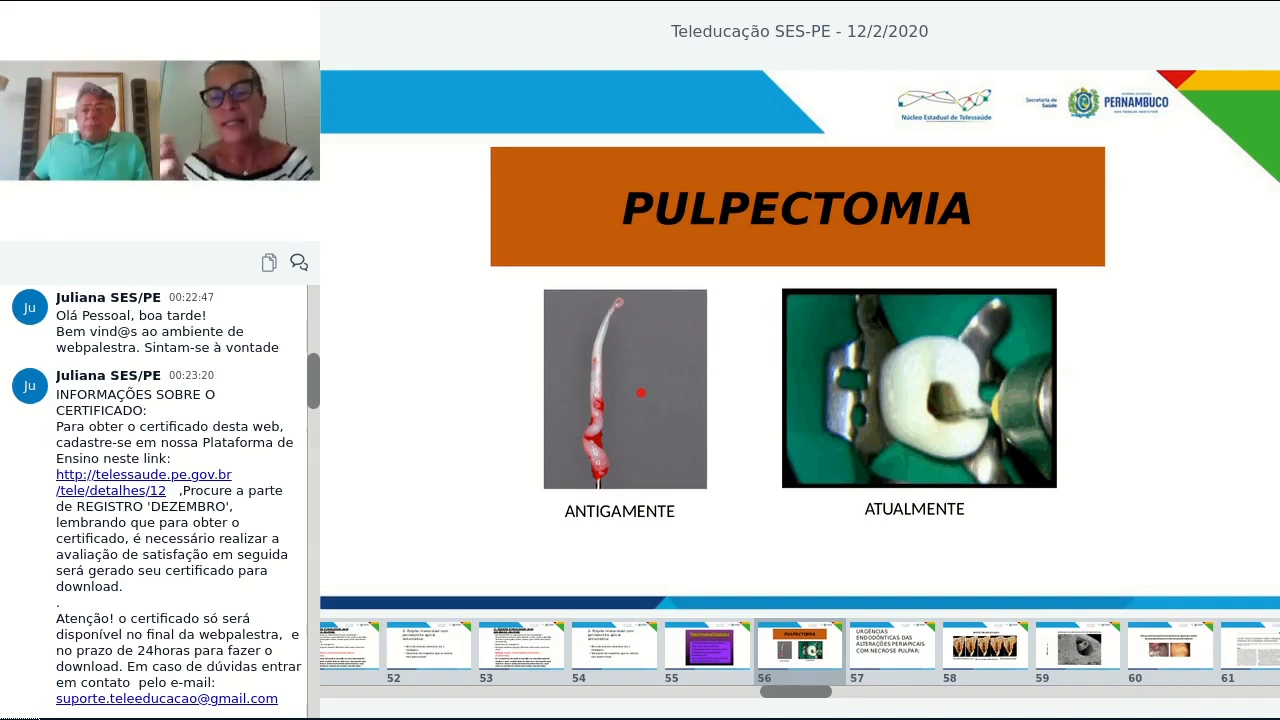 Teleducação SES-PE - 12/2/2020
Núcleo Estadual de Telessaúde
Secretaria de
Saúde
PERNAMBUCO
PULPECTOMIA
ANTIGAMENTE
ATUALMENTE
Ju
Juliana SES/PE 00:22:47
Olá Pessoal, boa tarde!
Bem vind@s ao ambiente de
webpalestra. Sintam-se à vontade
Ju
Juliana SES/PE 00:23:20
INFORMAÇÕES SOBRE O
CERTIFICADO:
Para obter o certificado desta web,
cadastre-se em nossa Plataforma de
Ensino neste link:
http://telessaude.pe.gov.br
/tele/detalhes/12 ,Procure a parte
de REGISTRO 'DEZEMBRO',
lembrando que para obter o
certificado, é necessário realizar a
avaliação de satisfação em seguida
será gerado seu certificado para
download.
.
Atenção! o certificado só será
disponível no final da webpalestra, e
no prazo de 24horas para fazer o
download. Em caso de dúvidas entrar
em contato pelo e-mail:
suporte.teleeducacao@gmail.com
PULPECTOMIA
URGÊNCIAS
ENDODÔNTICAS DAS
ALTERAÇÕES PERIAPICAIS
COM NECROSE PULPAR:
52
53
54
55
56
57
58
59
60
61